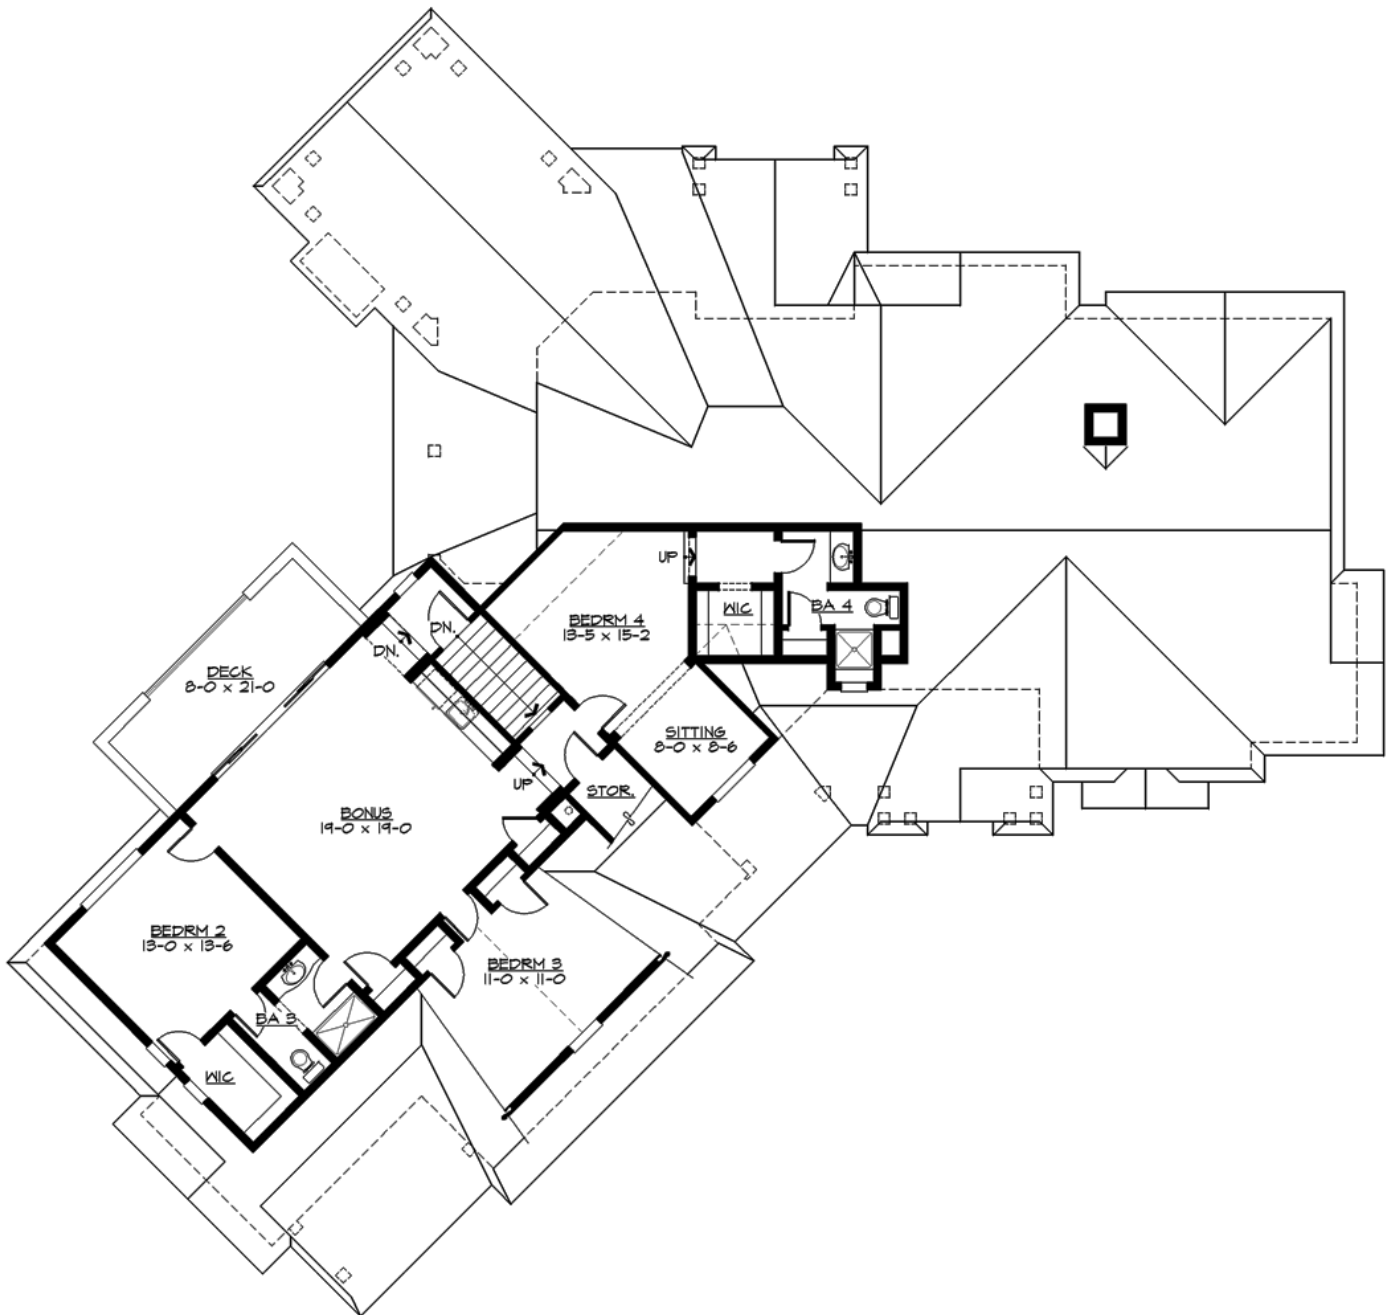 UP
WIC
BA 4
BEDRM 4
13-5 x 15-2
DN.
DN.
DECK
8-0 x 21-0
SITTING
8-0 x 8-6
UP
STOR.
BONUS
19-0 x 19-0
BEDRM 2
13-0 x 13-6
BEDRM 3
11-0 x 11-0
BA 3
WIC